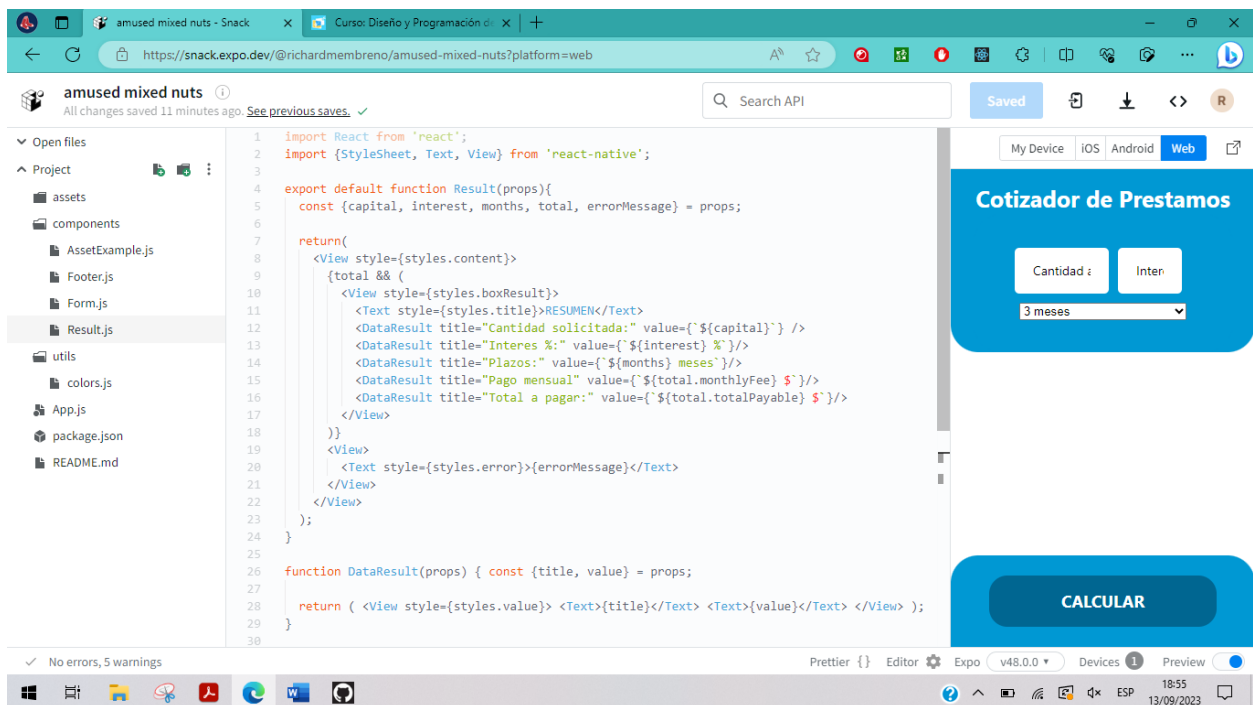 amused mixed nuts - Snack
Curso: Diseño y Programación de
https://snack.expo.dev/@richardmembreno/amused-mixed-nuts?platform=web
amused mixed nuts
All changes saved 11 minutes ago. See previous saves.
Search API
Saved
R
Open files
Project
assets
components
AssetExample.js
Footer.js
Form.js
Result.js
utils
colors.js
App.js
package.json
README.md
1 import React from 'react';
2 import {StyleSheet, Text, View} from 'react-native';
3
4 export default function Result(props){
5 const {capital, interest, months, total, errorMessage} = props;
6
7 return(
8 <View style={styles.content}>
9 {total && (
10 <View style={styles.boxResult}>
11 <Text style={styles.title}>RESUMEN</Text>
12 <DataResult title="Cantidad solicitada:" value={`${capital}`} />
13 <DataResult title="Interes %:" value={`${interest} %`}/>
14 <DataResult title="Plazos:" value={`${months} meses`}/>
15 <DataResult title="Pago mensual" value={`${total.monthlyFee} $`}/>
16 <DataResult title="Total a pagar:" value={`${total.totalPayable} $`}/>
17 </View>
18 )}
19 <View>
20 <Text style={styles.error}>{errorMessage}</Text>
21 </View>
22 </View>
23 );
24 }
25
26 function DataResult(props) { const {title, value} = props;
27
28 return ( <View style={styles.value}> <Text>{title}</Text> <Text>{value}</Text> </View> );
29 }
30
My Device iOS Android Web
Cotizador de Prestamos
Cantidad a
Inter
3 meses
CALCULAR
No errors, 5 warnings
Prettier {} Editor Expo v48.0.0 Devices 1 Preview
ESP
18:55
13/09/2023